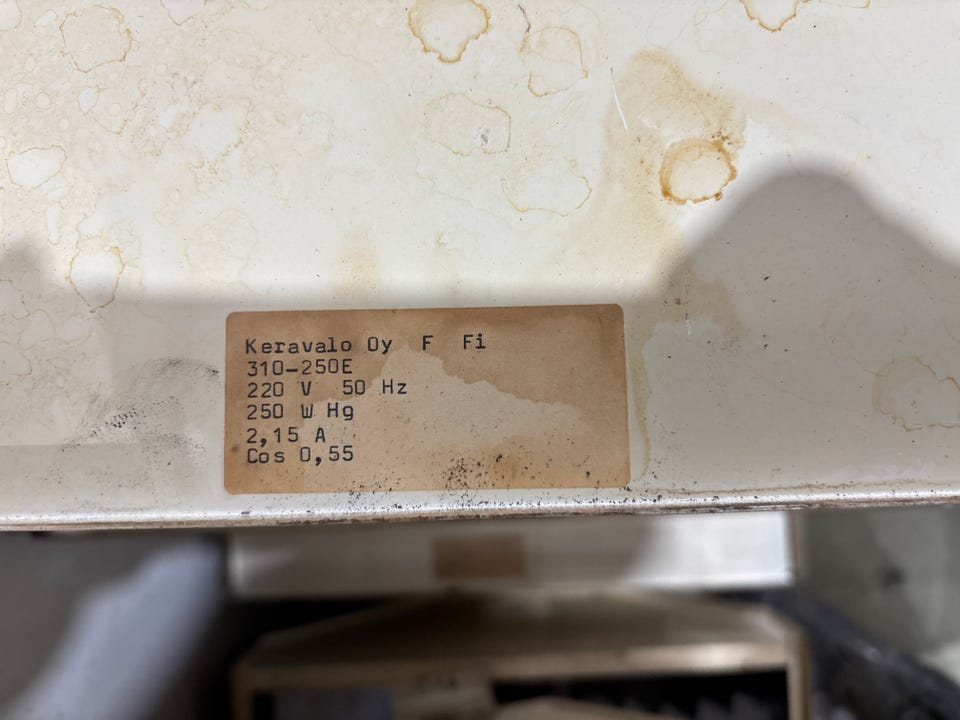 Keravalo Oy F Fi
310-250E
220 V 50 Hz
250 W Hg
2,15 A
Cos 0,55